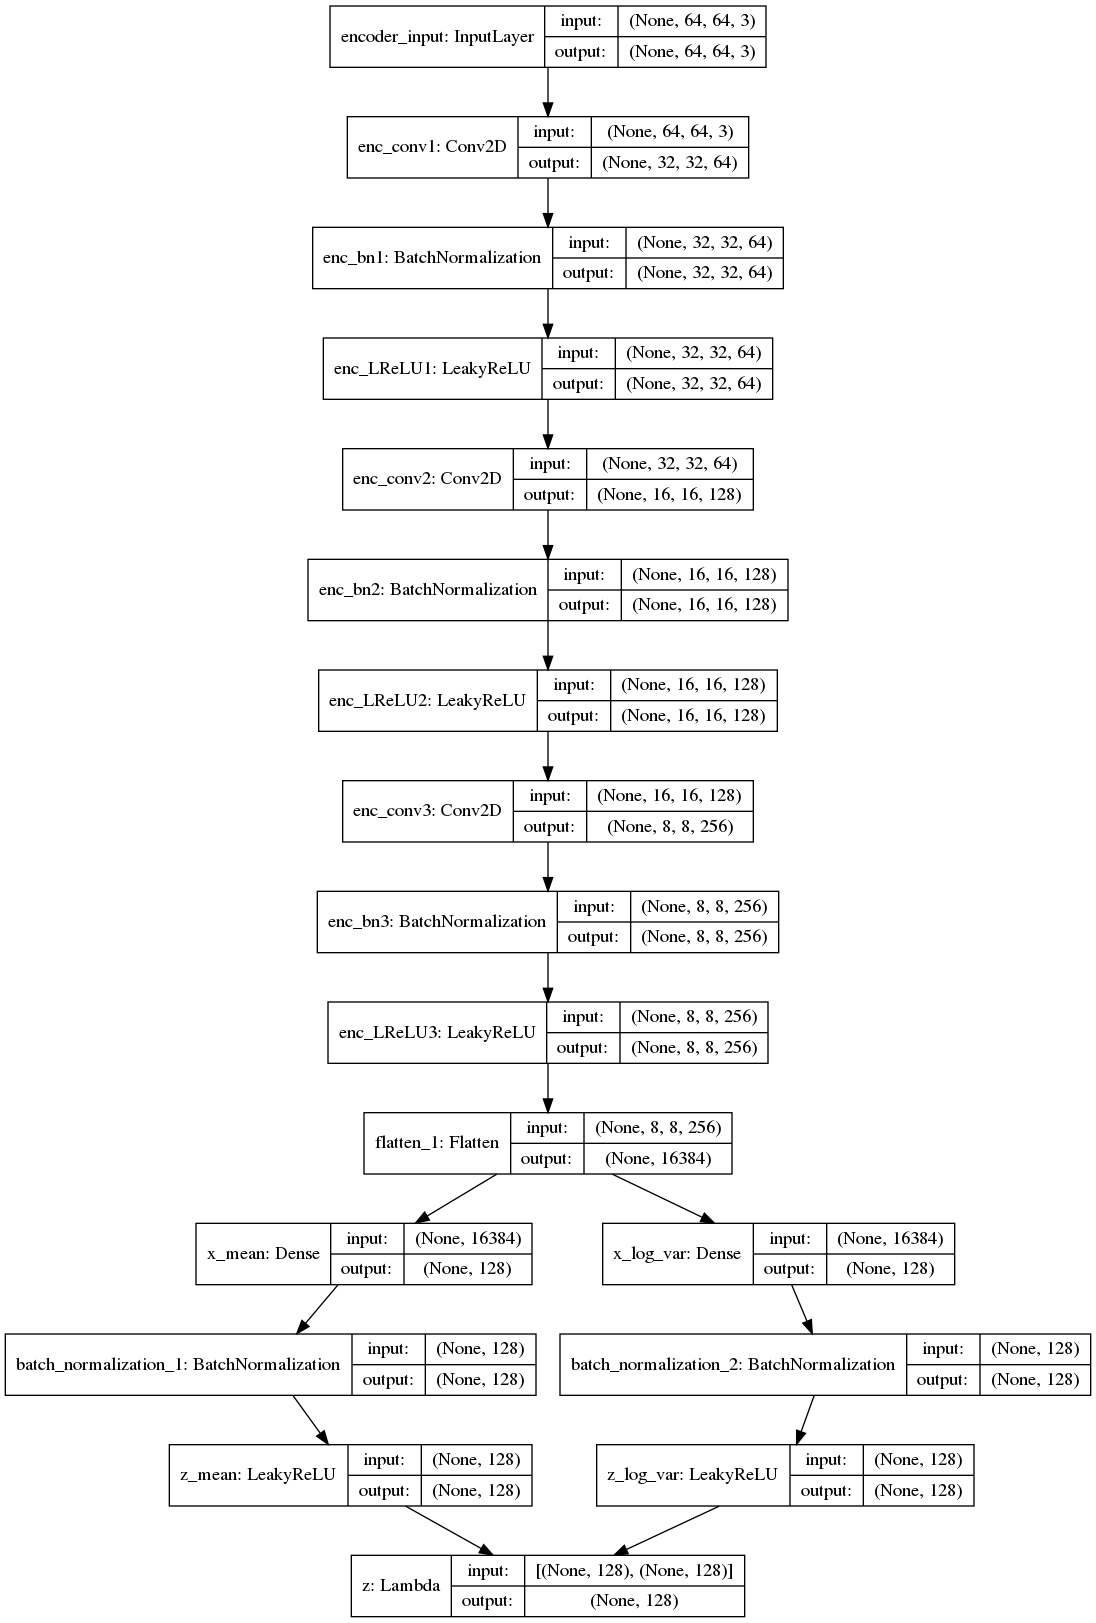 encoder_input: InputLayer
input:
(None, 64, 64, 3)
output:
(None, 64, 64, 3)
enc_conv1: Conv2D
input:
(None, 64, 64, 3)
output:
(None, 32, 32, 64)
enc_bn1: BatchNormalization
input:
(None, 32, 32, 64)
output:
(None, 32, 32, 64)
enc_LReLU1: LeakyReLU
input:
(None, 32, 32, 64)
output:
(None, 32, 32, 64)
enc_conv2: Conv2D
input:
(None, 32, 32, 64)
output:
(None, 16, 16, 128)
enc_bn2: BatchNormalization
input:
(None, 16, 16, 128)
output:
(None, 16, 16, 128)
enc_LReLU2: LeakyReLU
input:
(None, 16, 16, 128)
output:
(None, 16, 16, 128)
enc_conv3: Conv2D
input:
(None, 16, 16, 128)
output:
(None, 8, 8, 256)
enc_bn3: BatchNormalization
input:
(None, 8, 8, 256)
output:
(None, 8, 8, 256)
enc_LReLU3: LeakyReLU
input:
(None, 8, 8, 256)
output:
(None, 8, 8, 256)
flatten_1: Flatten
input:
(None, 8, 8, 256)
output:
(None, 16384)
x_mean: Dense
input:
(None, 16384)
output:
(None, 128)
x_log_var: Dense
input:
(None, 16384)
output:
(None, 128)
batch_normalization_1: BatchNormalization
input:
(None, 128)
output:
(None, 128)
batch_normalization_2: BatchNormalization
input:
(None, 128)
output:
(None, 128)
z_mean: LeakyReLU
input:
(None, 128)
output:
(None, 128)
z_log_var: LeakyReLU
input:
(None, 128)
output:
(None, 128)
z: Lambda
input:
[(None, 128), (None, 128)]
output:
(None, 128)